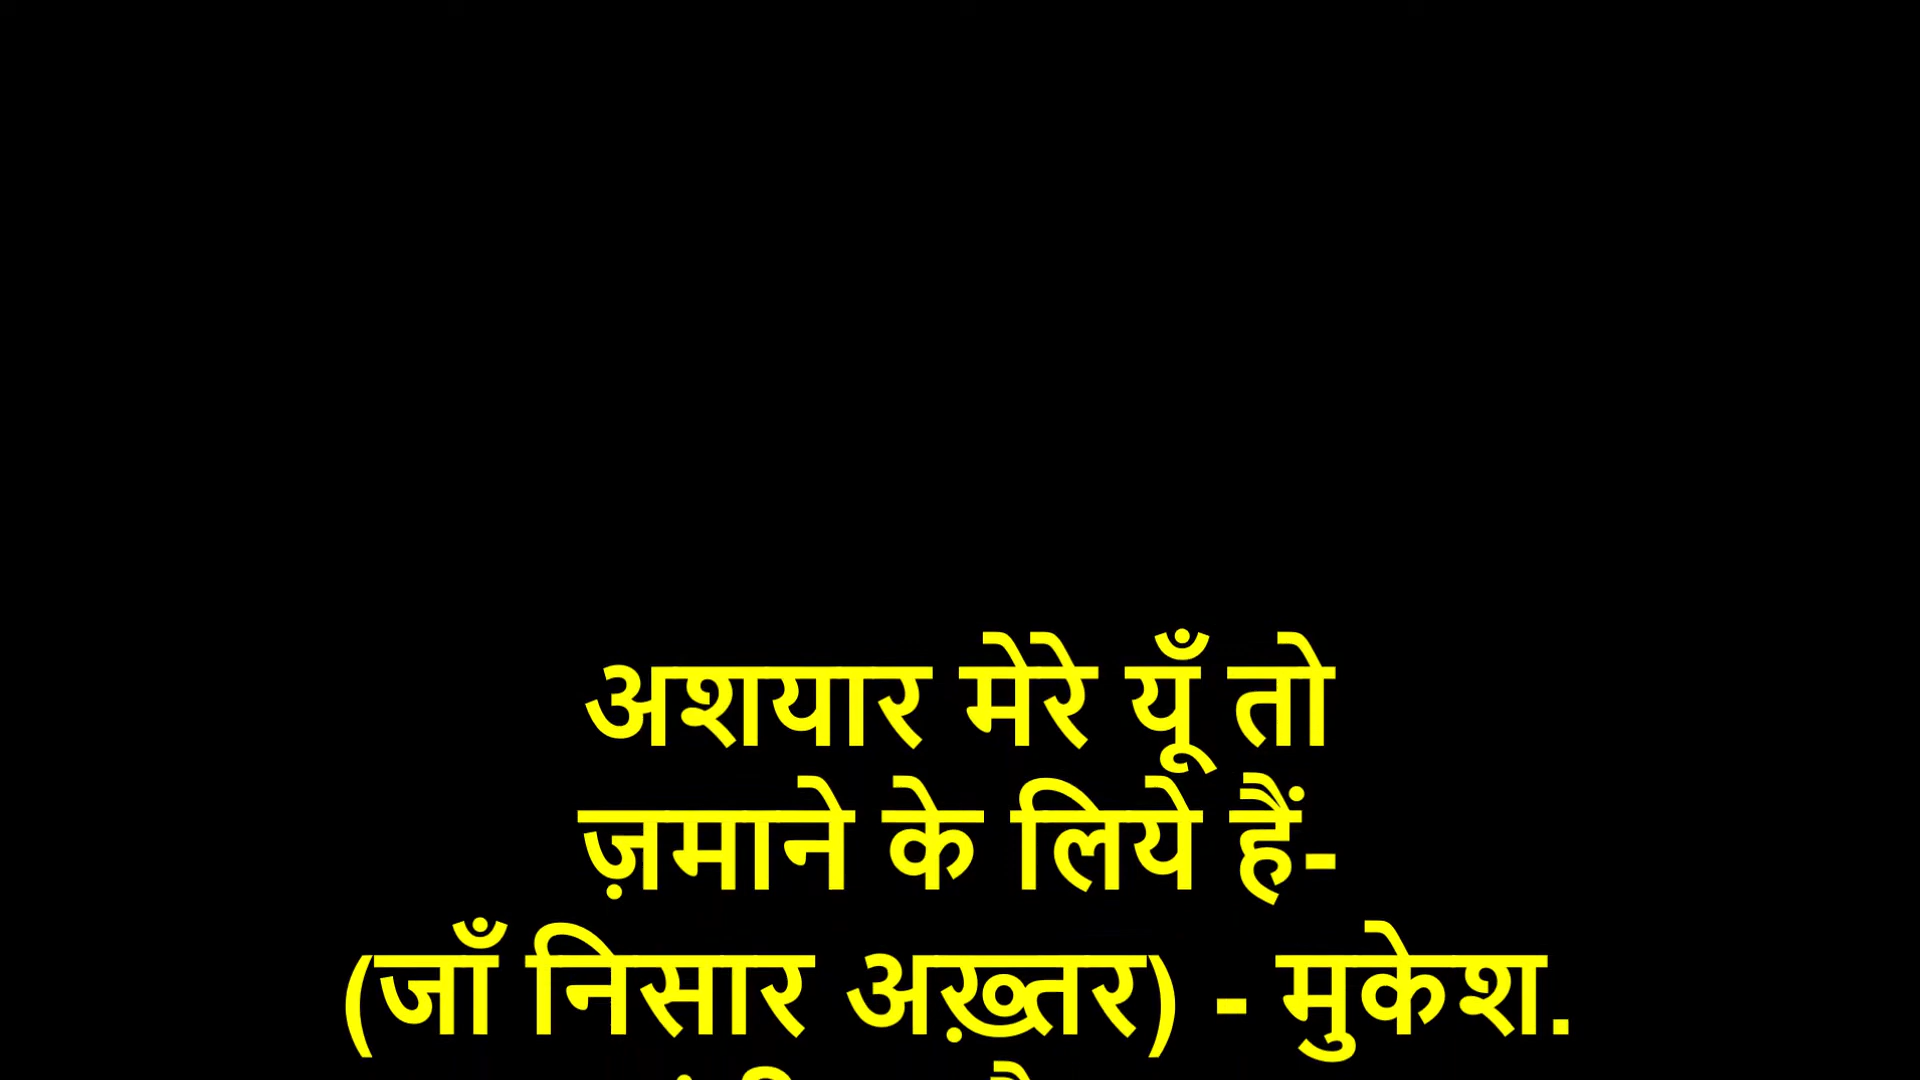 अशयार मेरे यूँ तो
ज़माने के लिये हैं-
(जाँ निसार अख़्तर) - मुकेश.